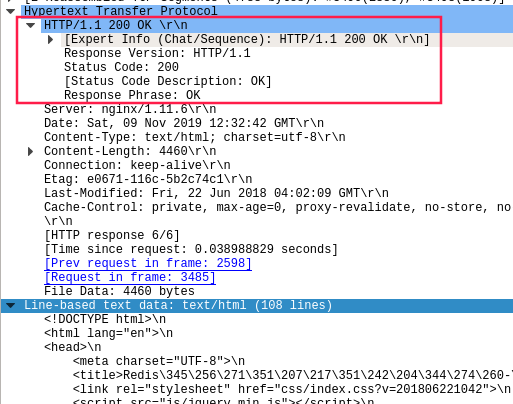 Hypertext Transfer Protocol
HTTP/1.1 200 OK \r\n
[Expert Info (Chat/Sequence): HTTP/1.1 200 OK \r\n]
Response Version: HTTP/1.1
Status Code: 200
[Status Code Description: OK]
Response Phrase: OK
Server: nginx/1.11.6\r\n
Date: Sat, 09 Nov 2019 12:32:42 GMT\r\n
Content-Type: text/html; charset=utf-8\r\n
Content-Length: 4460\r\n
Connection: keep-alive\r\n
Etag: e0671-116c-5b2c74c1\r\n
Last-Modified: Fri, 22 Jun 2018 04:02:09 GMT\r\n
Cache-Control: private, max-age=0, proxy-revalidate, no-store, no
\r\n
[HTTP response 6/6]
[Time since request: 0.038988829 seconds]
[Prev request in frame: 2598]
[Request in frame: 3485]
File Data: 4460 bytes
Line-based text data: text/html (108 lines)
<!DOCTYPE html>\n
<html lang="en">\n
<head>\n
<meta charset="UTF-8">\n
<title>Redis\345\256\271\351\207\217\351\242\204\344\274\260-
<link rel="stylesheet" href="css/index.css?v=201806221042">\n
<script src="js/jquery.min.js"></script>\n